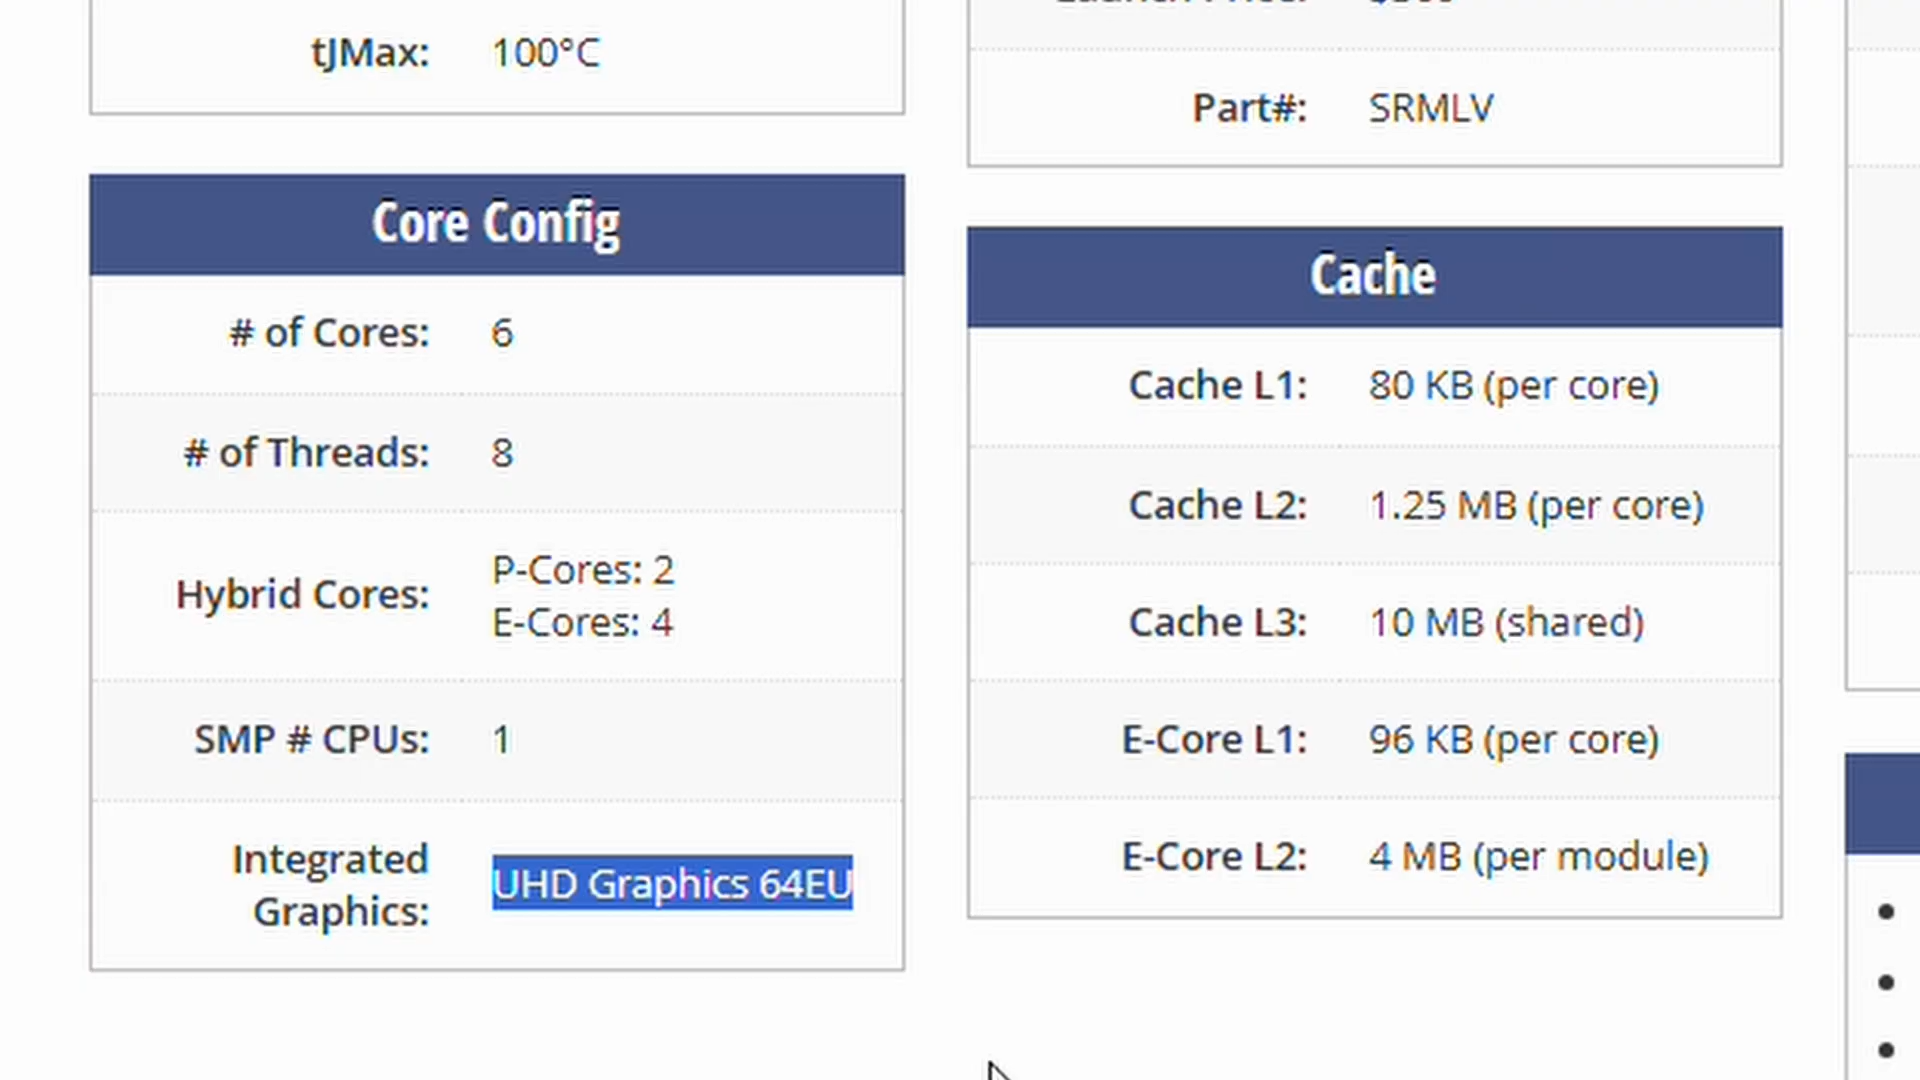 tJMax: 100°C
Core Config
# of Cores: 6
# of Threads: 8
Hybrid Cores: P-Cores: 2
E-Cores: 4
SMP # CPUs: 1
Integrated
Graphics: UHD Graphics 64EU
Part#: SRMLV
Cache
Cache L1: 80 KB (per core)
Cache L2: 1.25 MB (per core)
Cache L3: 10 MB (shared)
E-Core L1: 96 KB (per core)
E-Core L2: 4 MB (per module)